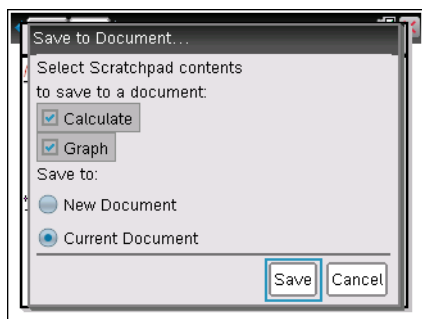 Save to Document...
Select Scratchpad contents
to save to a document:
Calculate
Graph
Save to:
New Document
Current Document
Save Cancel